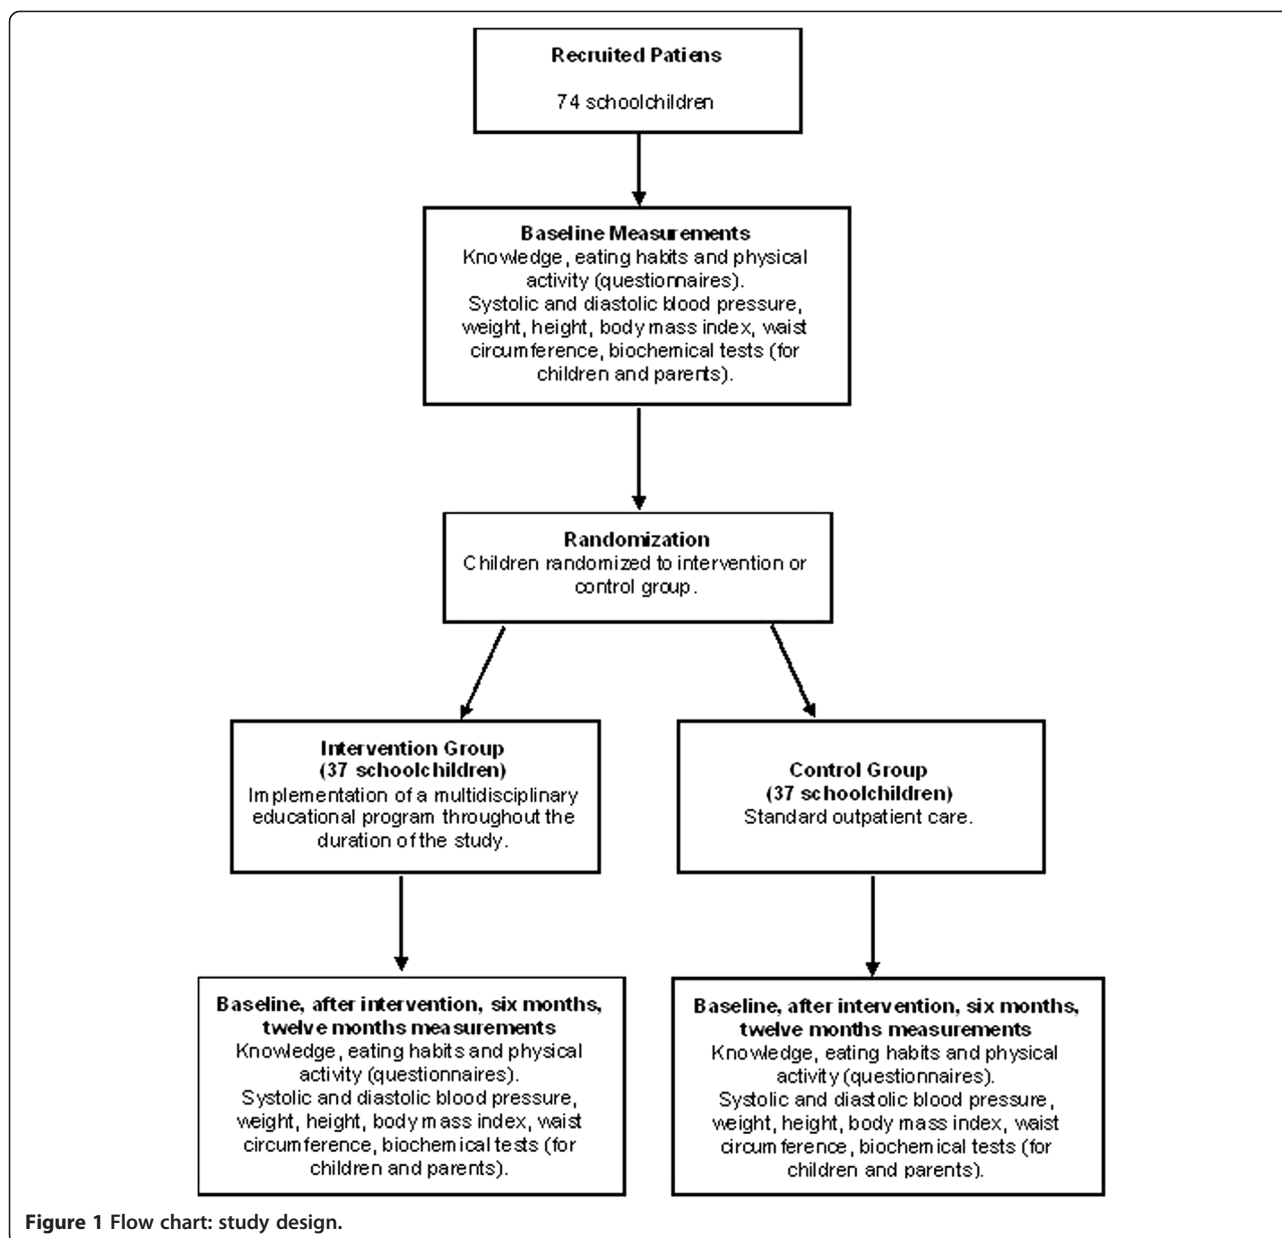 Recruited Patiens
74 schoolchildren
Baseline Measurements
Knowledge, eating habits and physical
activity (questionnaires).
Systolic and diastolic blood pressure,
weight, height, body mass index, waist
circumference, biochemical tests (for
children and parents).
Randomization
Children randomized to intervention or
control group.
Intervention Group
(37 schoolchildren)
Implementation of a multidisciplinary
educational program throughout the
duration of the study.
Control Group
(37 schoolchildren)
Standard outpatient care.
Baseline, after intervention, six months,
twelve months measurements
Knowledge, eating habits and physical
activity (questionnaires).
Systolic and diastolic blood pressure,
weight, height, body mass index, waist
circumference, biochemical tests (for
children and parents).
Baseline, after intervention, six months,
twelve months measurements
Knowledge, eating habits and physical
activity (questionnaires).
Systolic and diastolic blood pressure,
weight, height, body mass index, waist
circumference, biochemical tests (for
children and parents).
Figure 1 Flow chart: study design.